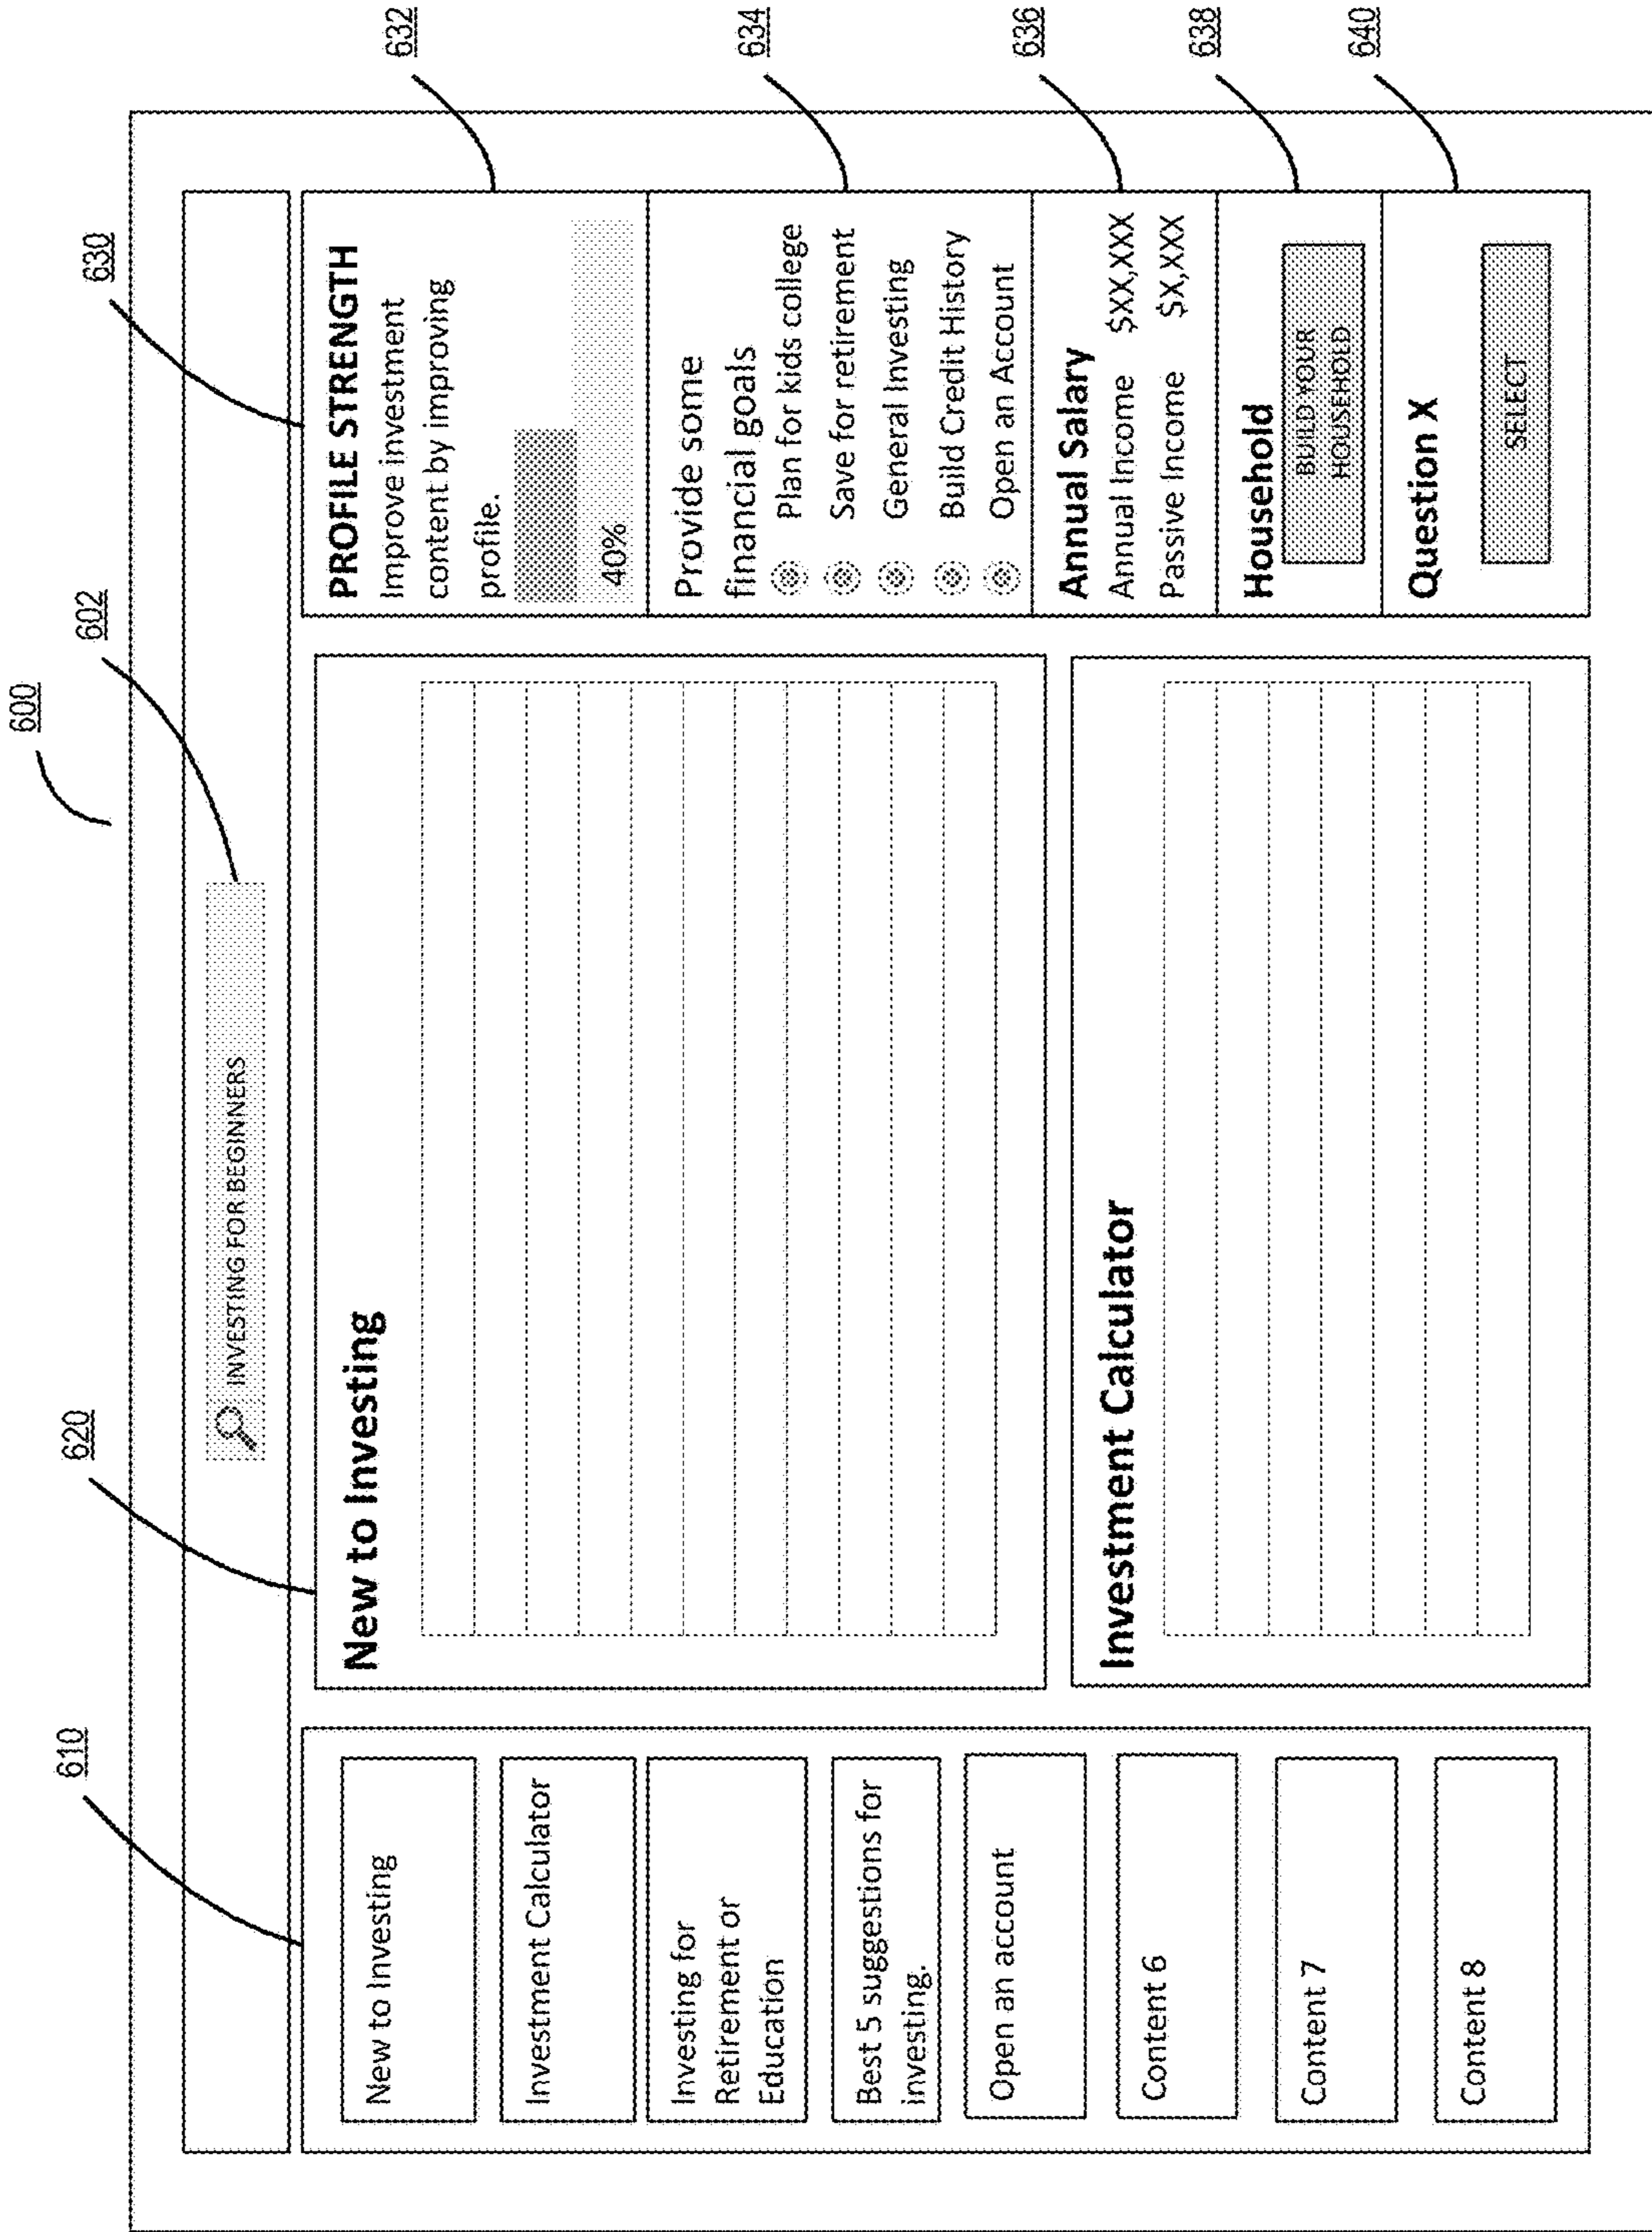 600
602
INVESTING FOR BEGINNERS
610
New to Investing
Investment Calculator
Investing for
Retirement or
Education
Best 5 suggestions for
investing.
Open an account
Content 6
Content 7
Content 8
620
New to Investing
Investment Calculator
630
PROFILE STRENGTH
Improve investment
content by improving
profile.
40%
632
Provide some
financial goals
Plan for kids college
Save for retirement
General Investing
Build Credit History
Open an Account
634
Annual Salary
Annual Income $XX,XXX
Passive Income $X,XXX
636
Household
BUILD YOUR
HOUSEHOLD
638
Question X
SELECT
640